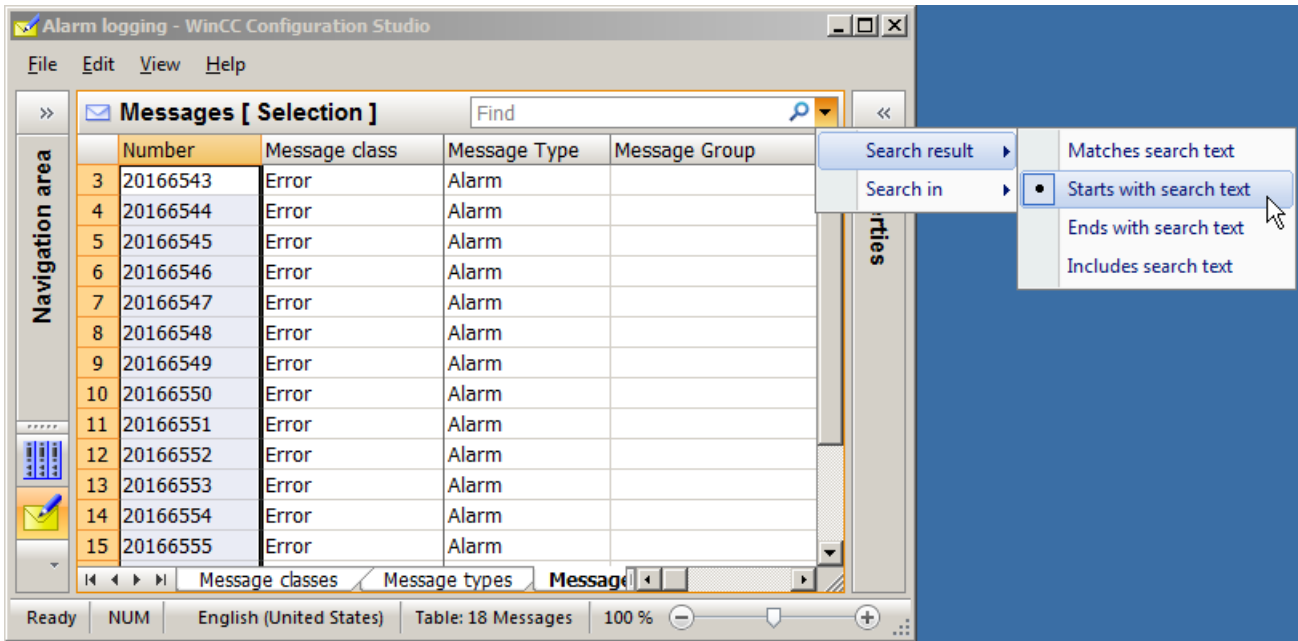 Alarm logging - WinCC Configuration Studio
File Edit View Help
Messages [ Selection ] Find
Navigation area
Number Message class Message Type Message Group
3 20166543 Error Alarm
4 20166544 Error Alarm
5 20166545 Error Alarm
6 20166546 Error Alarm
7 20166547 Error Alarm
8 20166548 Error Alarm
9 20166549 Error Alarm
10 20166550 Error Alarm
11 20166551 Error Alarm
12 20166552 Error Alarm
13 20166553 Error Alarm
14 20166554 Error Alarm
15 20166555 Error Alarm
Search result
Search in
Matches search text
Starts with search text
Ends with search text
Includes search text
Message classes Message types Message
Ready NUM English (United States) Table: 18 Messages 100 %